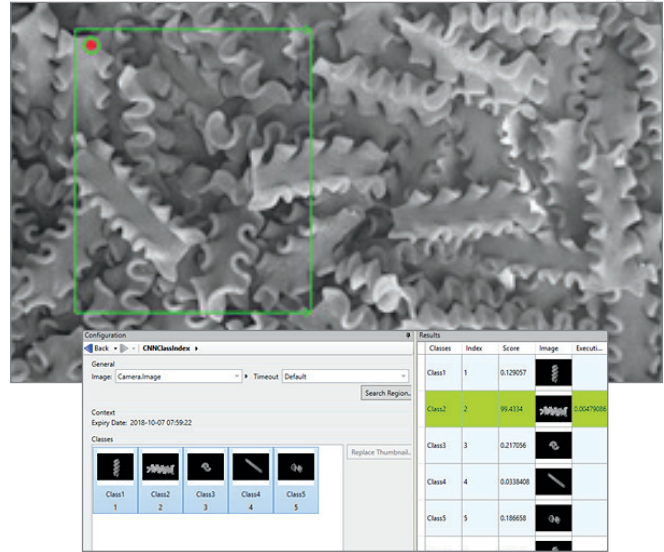 Configuration
Back CNNClassIndex
General
Image: Camera.Image Timeout Default
Search Region..
Context
Expiry Date: 2018-10-07 07:59:22
Classes
Replace Thumbnail..
Class1 Class2 Class3 Class4 Class5
1 2 3 4 5
Results
Classes Index Score Image Executi...
Class1 1 0.129057
Class2 2 99.4334 0.00479086
Class3 3 0.217056
Class4 4 0.0338408
Class5 5 0.186658